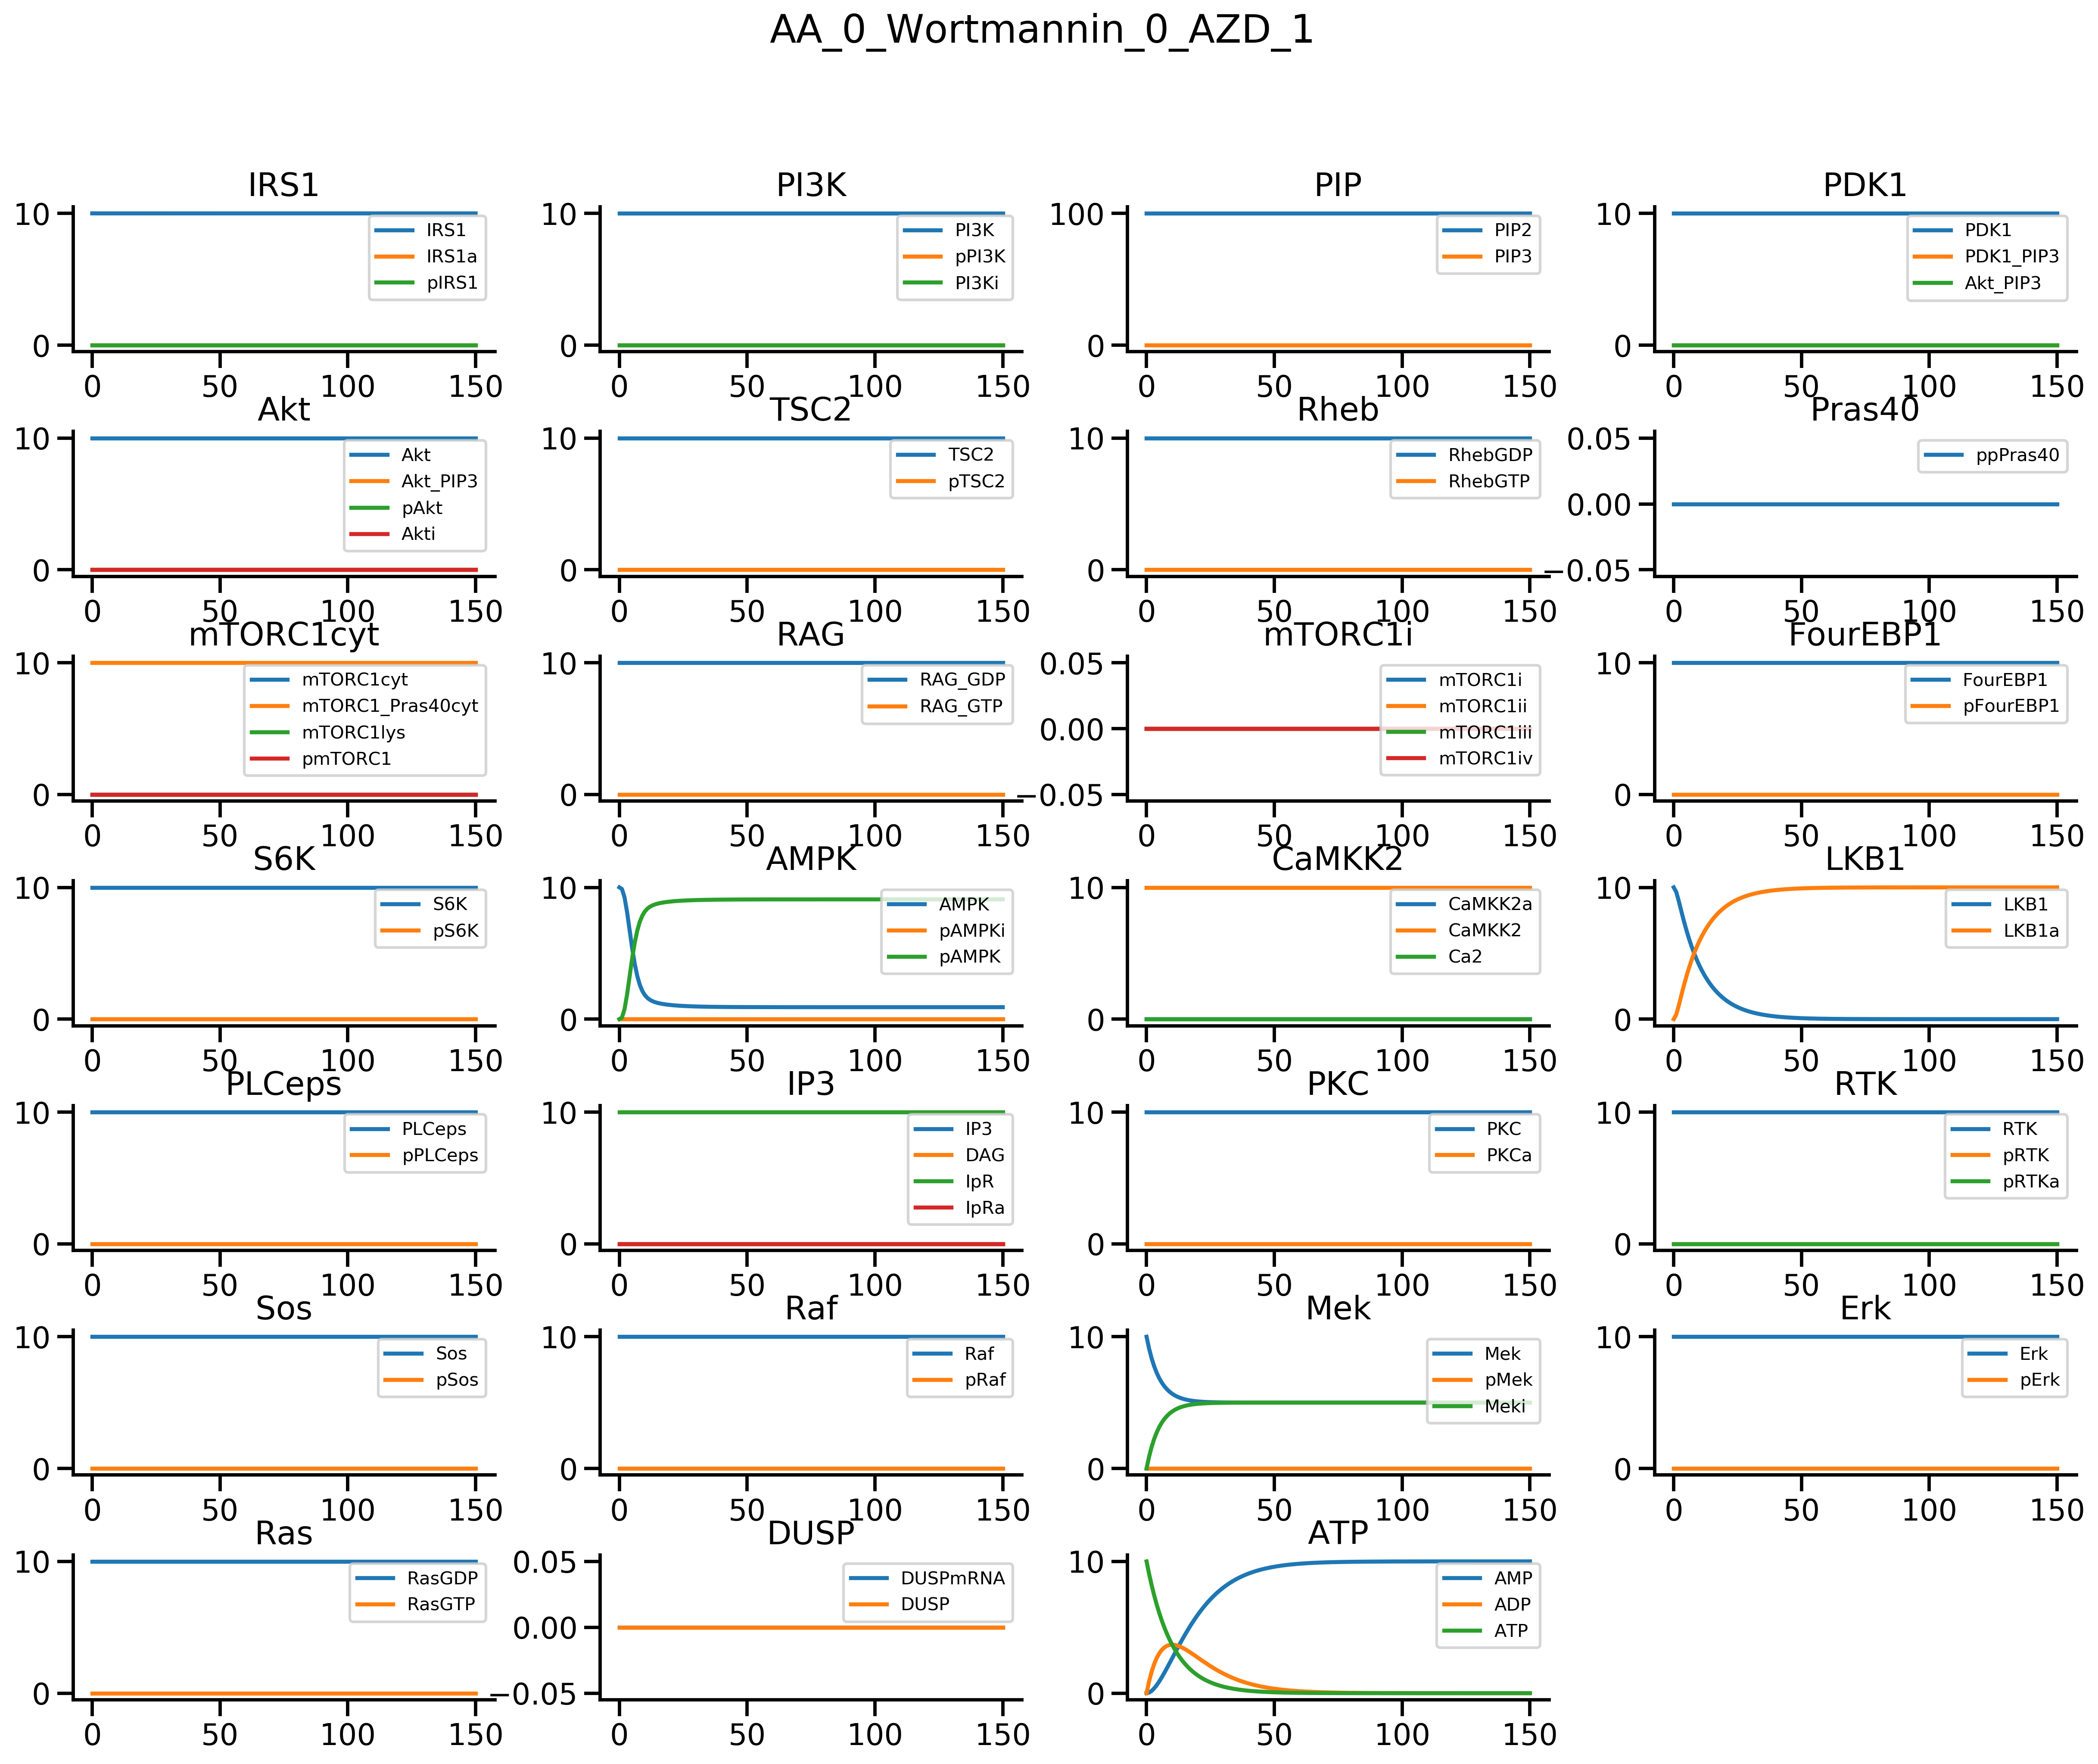 AA_0_Wortmannin_0_AZD_1
IRS1
10
0
0 50 100 150
IRS1
IRS1a
pIRS1
PI3K
10
0
0 50 100 150
PI3K
pPI3K
PI3Ki
PIP
100
0
0 50 100 150
PIP2
PIP3
PDK1
10
0
0 50 100 150
PDK1
PDK1_PIP3
Akt_PIP3
Akt
10
0
0 50 100 150
Akt
Akt_PIP3
pAkt
Akti
TSC2
10
0
0 50 100 150
TSC2
pTSC2
Rheb
10
0
0 50 100 150
RhebGDP
RhebGTP
Pras40
0.05
0.00
−0.05
0 50 100 150
ppPras40
mTORC1cyt
10
0
0 50 100 150
mTORC1cyt
mTORC1_Pras40cyt
mTORC1lys
pmTORC1
RAG
10
0
0 50 100 150
RAG_GDP
RAG_GTP
mTORC1i
0.05
0.00
−0.05
0 50 100 150
mTORC1i
mTORC1ii
mTORC1iii
mTORC1iv
FourEBP1
10
0
0 50 100 150
FourEBP1
pFourEBP1
S6K
10
0
0 50 100 150
S6K
pS6K
AMPK
10
0
0 50 100 150
AMPK
pAMPKi
pAMPK
CaMKK2
10
0
0 50 100 150
CaMKK2a
CaMKK2
Ca2
LKB1
10
0
0 50 100 150
LKB1
LKB1a
PLCeps
10
0
0 50 100 150
PLCeps
pPLCeps
IP3
10
0
0 50 100 150
IP3
DAG
IpR
IpRa
PKC
10
0
0 50 100 150
PKC
PKCa
RTK
10
0
0 50 100 150
RTK
pRTK
pRTKa
Sos
10
0
0 50 100 150
Sos
pSos
Raf
10
0
0 50 100 150
Raf
pRaf
Mek
10
0
0 50 100 150
Mek
pMek
Meki
Erk
10
0
0 50 100 150
Erk
pErk
Ras
10
0
0 50 100 150
RasGDP
RasGTP
DUSP
0.05
0.00
−0.05
0 50 100 150
DUSPmRNA
DUSP
ATP
10
0
0 50 100 150
AMP
ADP
ATP